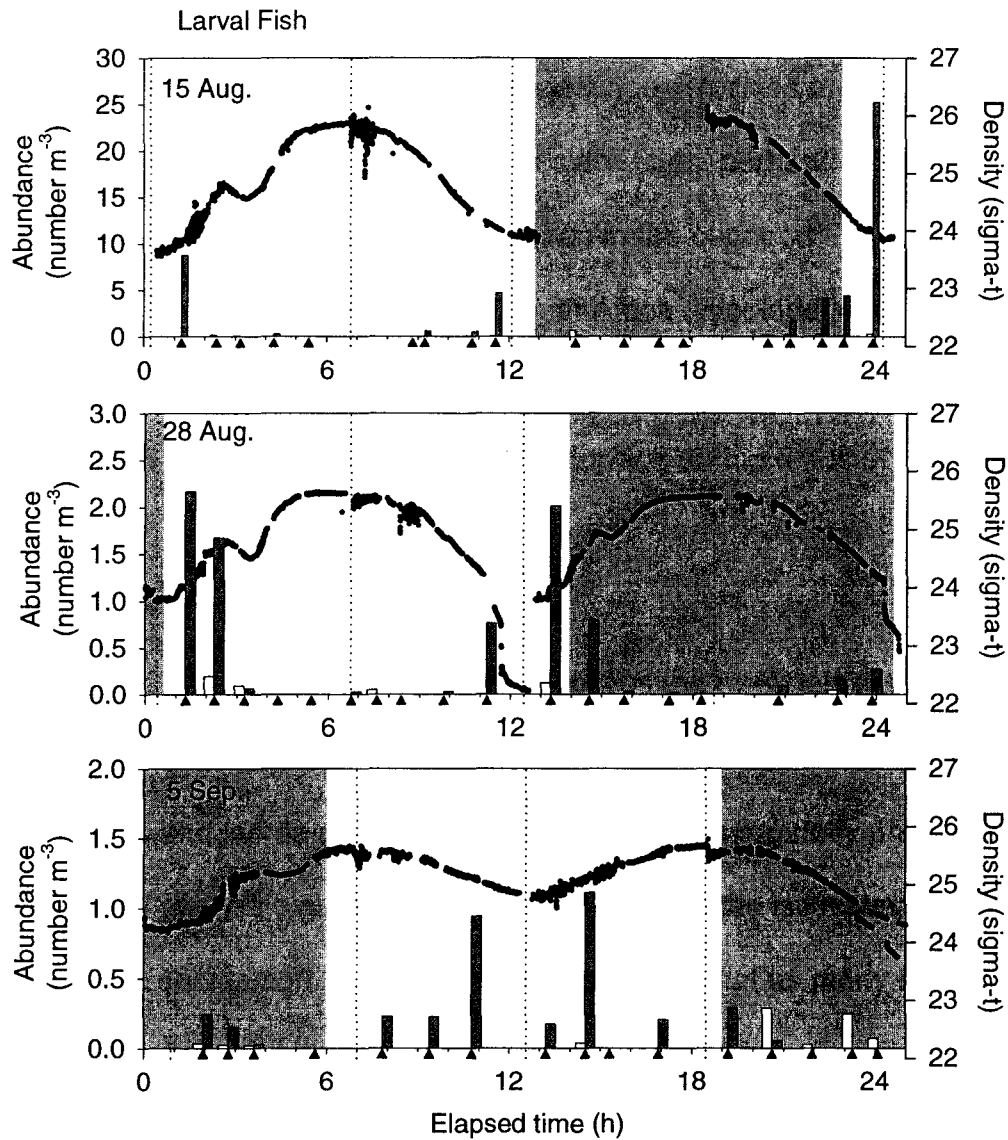 Larval Fish
15 Aug.
Abundance
(number m⁻³)
30
25
20
15
10
5
0
27
26
25
24
23
22
Density (sigma-t)
0 6 12 18 24
28 Aug.
Abundance
(number m⁻³)
3.0
2.5
2.0
1.5
1.0
0.5
0.0
27
26
25
24
23
22
Density (sigma-t)
0 6 12 18 24
5 Sep.
Abundance
(number m⁻³)
2.0
1.5
1.0
0.5
0.0
27
26
25
24
23
22
Density (sigma-t)
0 6 12 18 24
Elapsed time (h)